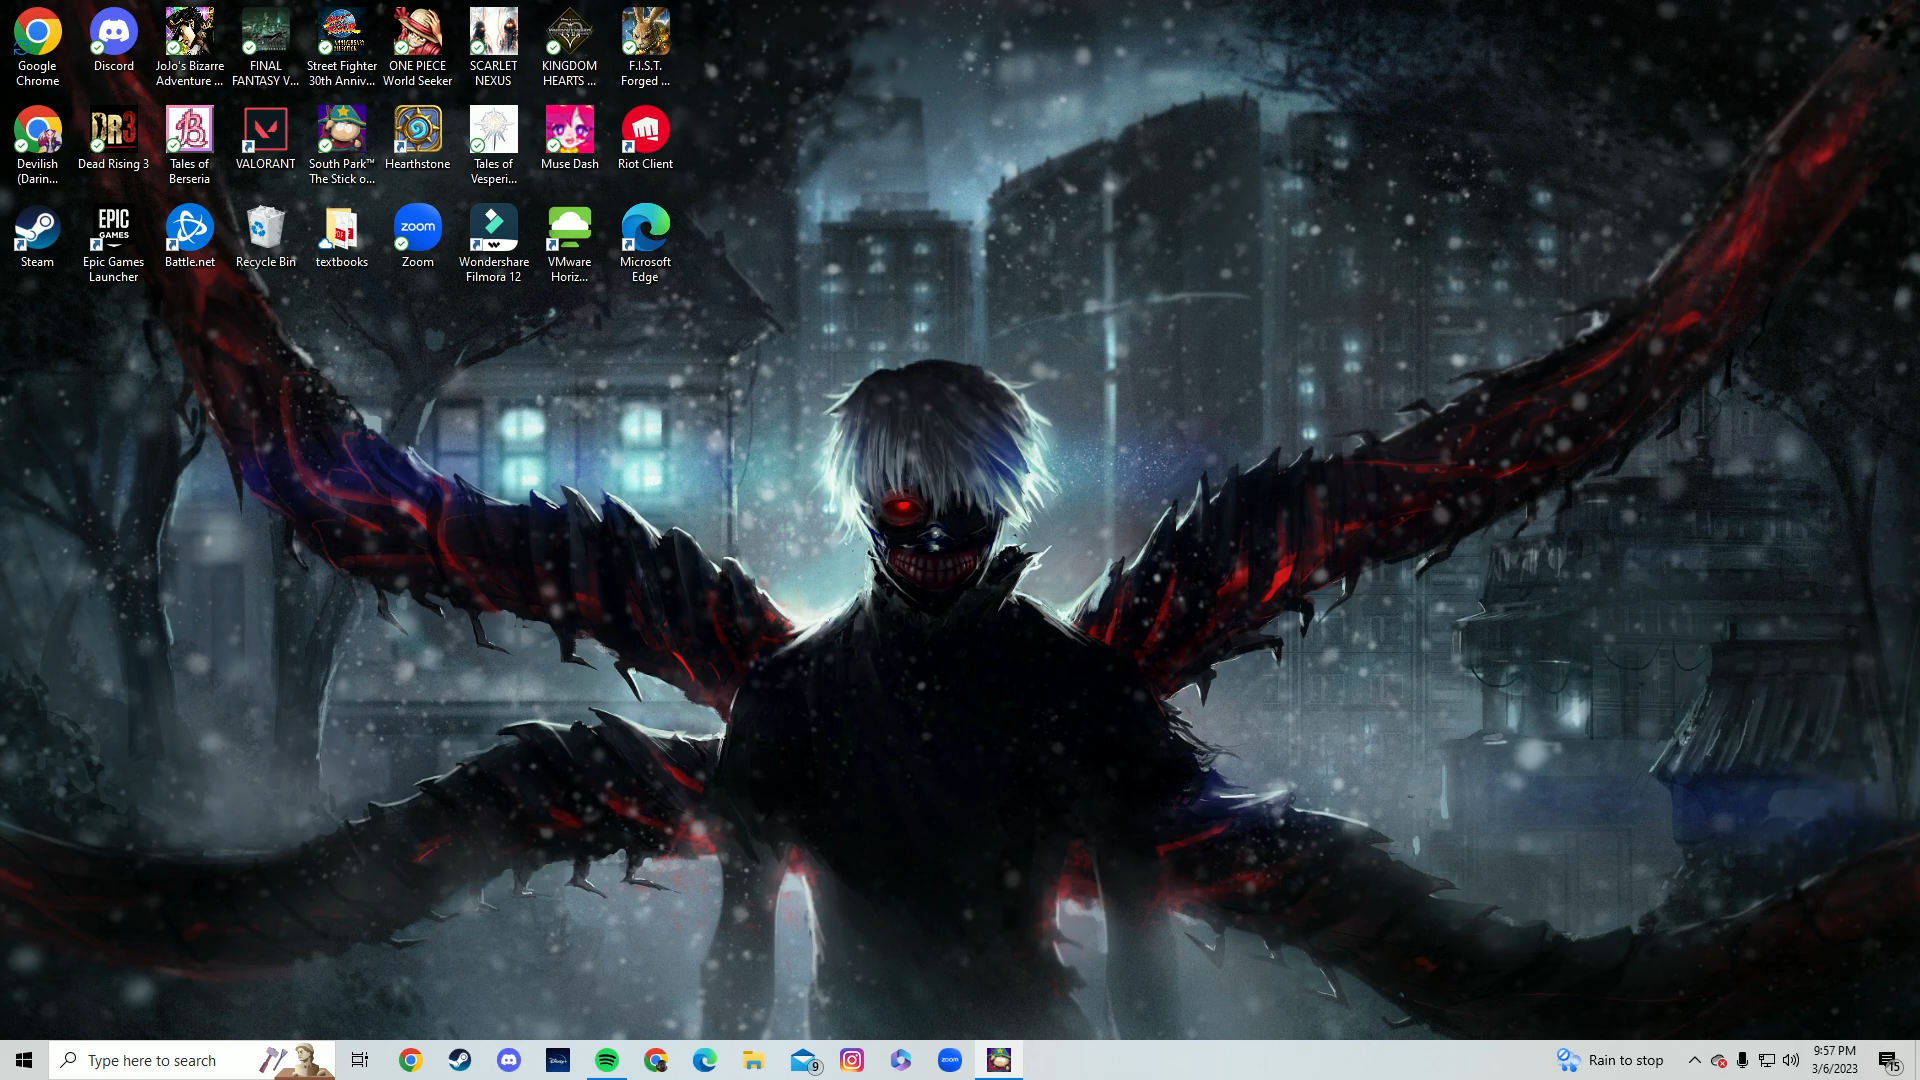 Google
Chrome
Discord
JoJo's Bizarre
Adventure ...
FINAL
FANTASY V...
Street Fighter
30th Anniv...
ONE PIECE
World Seeker
SCARLET
NEXUS
KINGDOM
HEARTS ...
F.I.S.T.
Forged ...
DR3
Devilish
(Darin...
Dead Rising 3
Tales of
Berseria
VALORANT
South Park™
The Stick o...
Hearthstone
Tales of
Vesperi...
Muse Dash
Riot Client
EPIC
GAMES
PDF
zoom
Steam
Epic Games
Launcher
Battle.net
Recycle Bin
textbooks
Zoom
Wondershare
Filmora 12
VMware
Horiz...
Microsoft
Edge
Type here to search
Disney+
9
zoom
Rain to stop
9:57 PM
3/6/2023
15